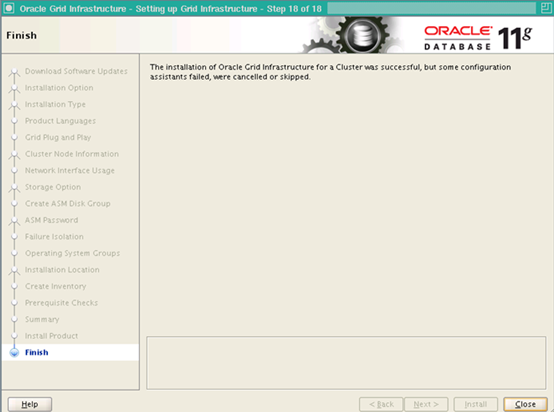 Oracle Grid Infrastructure - Setting up Grid Infrastructure - Step 18 of 18
Finish
ORACLE
DATABASE 11g
Download Software Updates
Installation Option
Installation Type
Product Languages
Grid Plug and Play
Cluster Node Information
Network Interface Usage
Storage Option
Create ASM Disk Group
ASM Password
Failure Isolation
Operating System Groups
Installation Location
Create Inventory
Prerequisite Checks
Summary
Install Product
Finish
The installation of Oracle Grid Infrastructure for a Cluster was successful, but some configuration
assistants failed, were cancelled or skipped.
Help
< Back
Next >
Install
Close